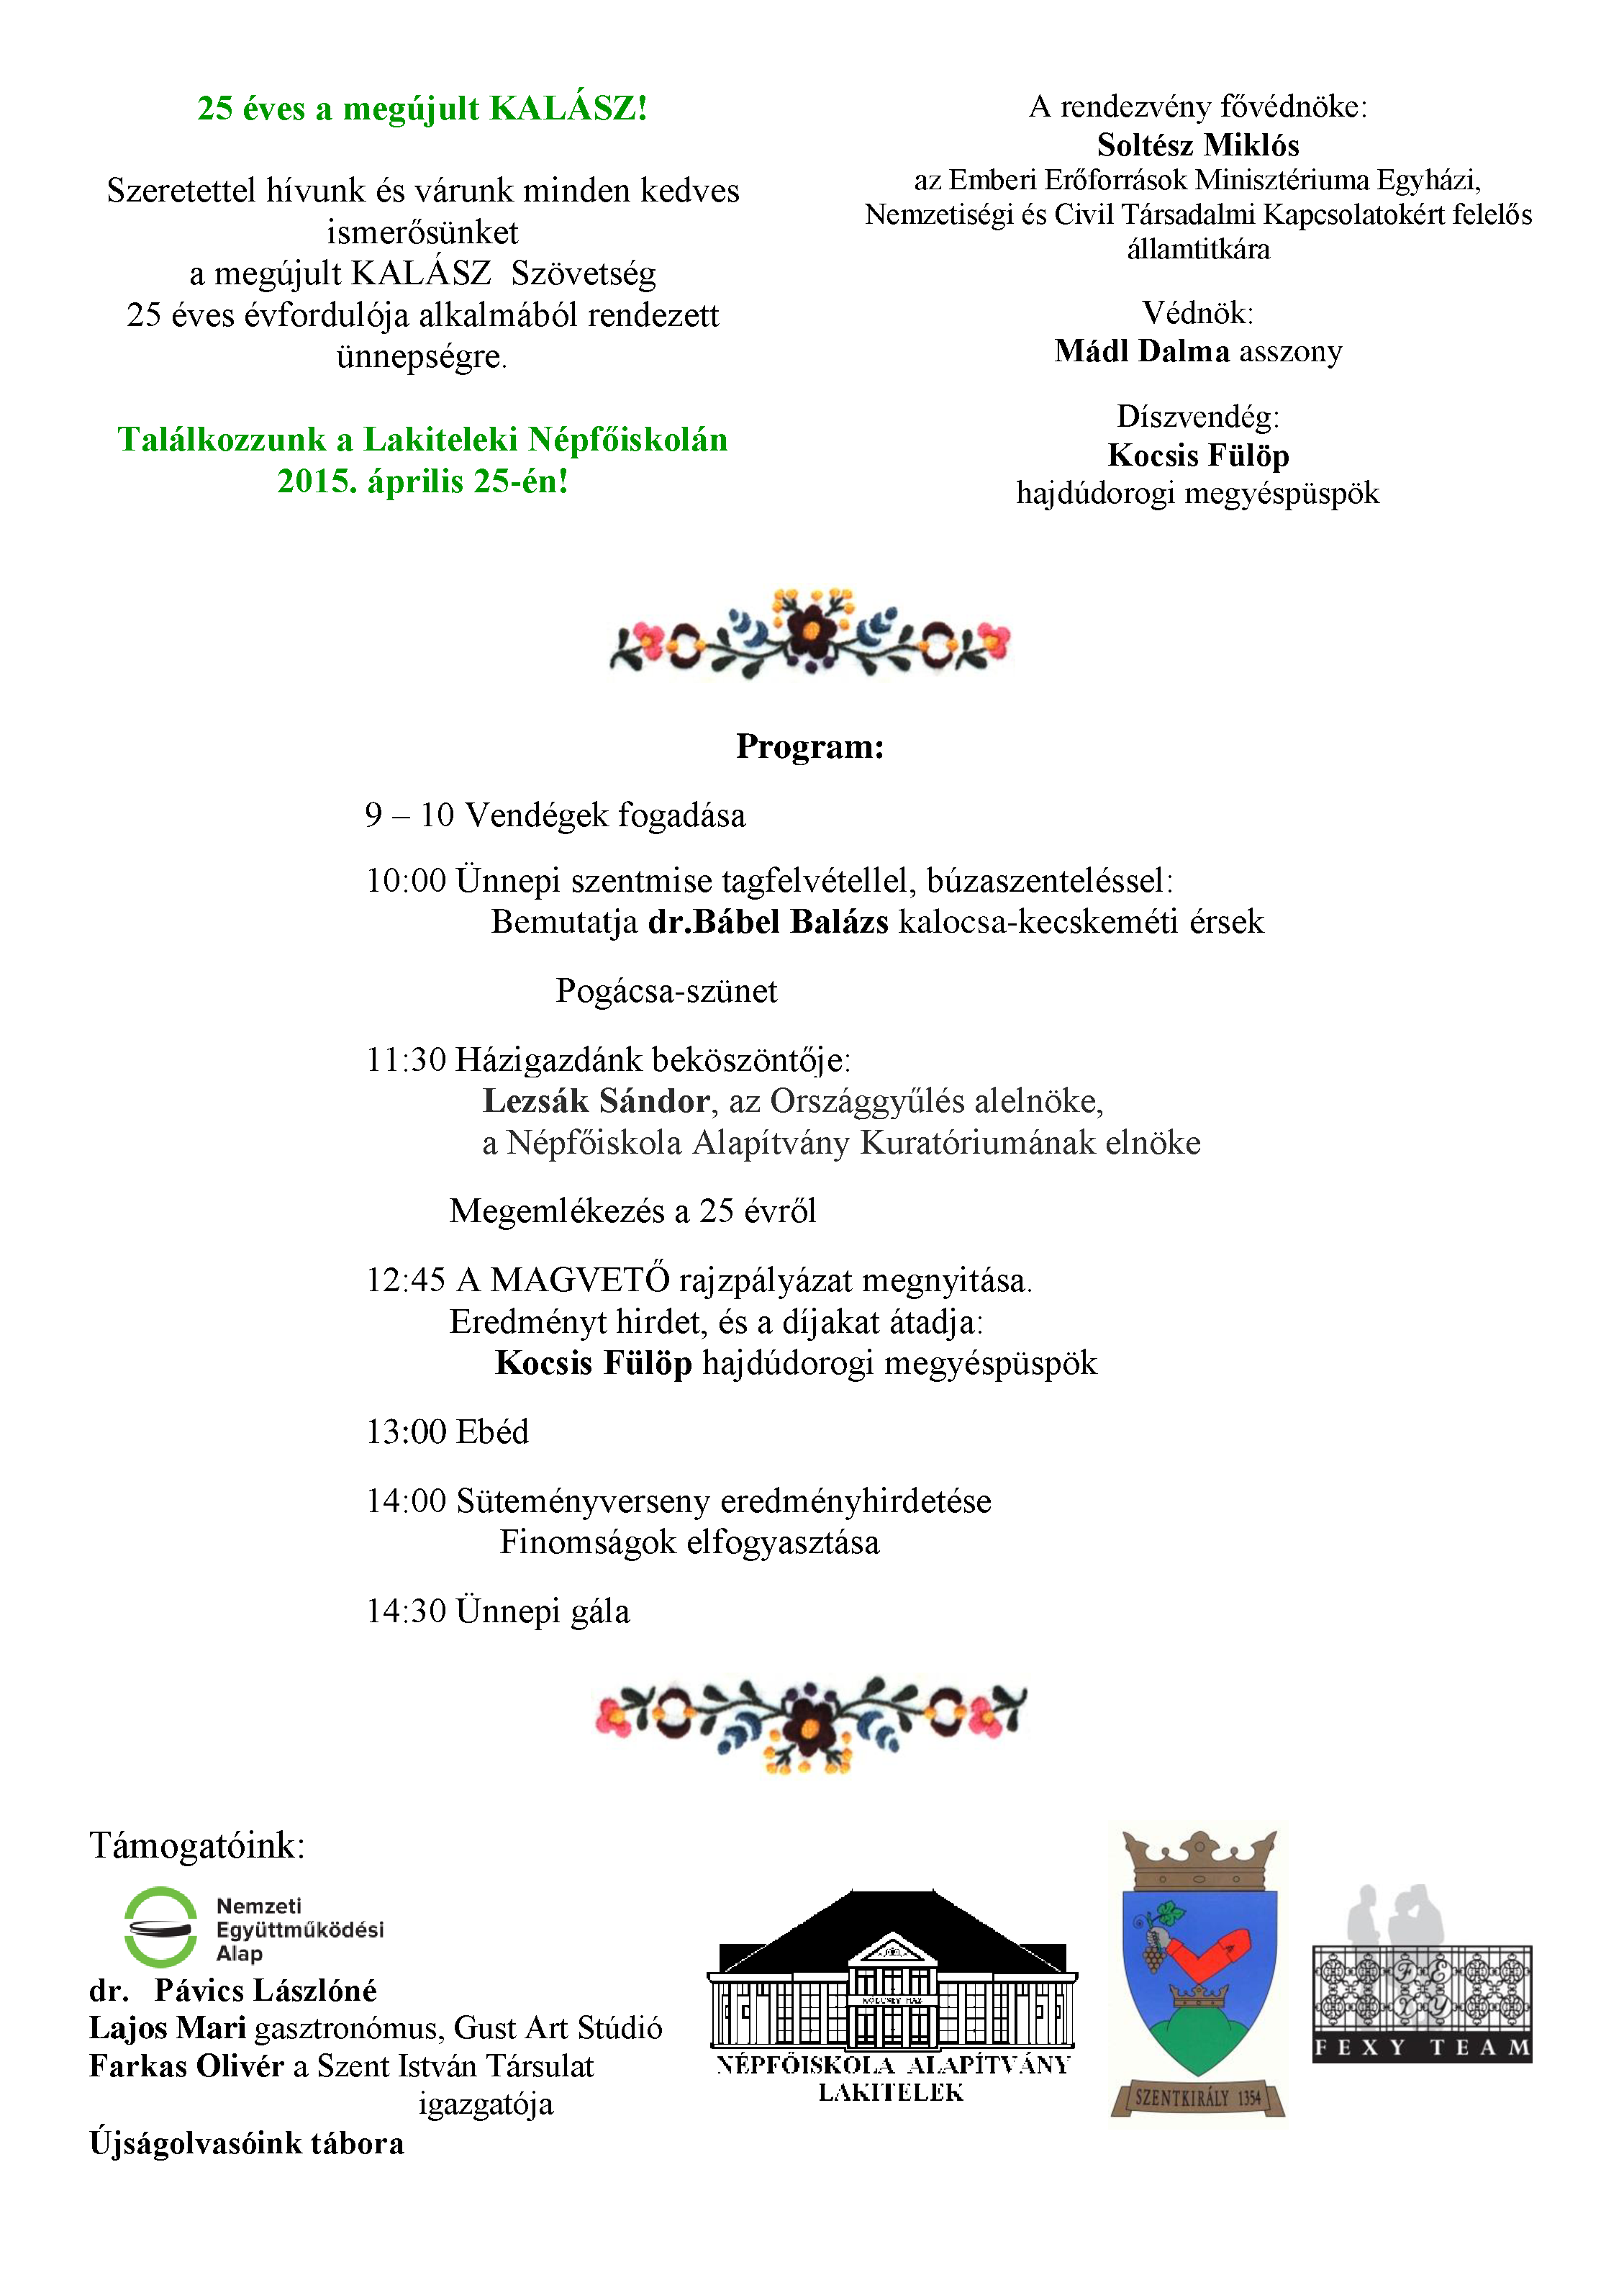 25 éves a megújult KALÁSZ!
Szeretettel hívunk és várunk minden kedves
ismerősünket
a megújult KALÁSZ Szövetség
25 éves évfordulója alkalmából rendezett
ünnepségre.
Találkozzunk a Lakiteleki Népfőiskolán
2015. április 25-én!
A rendezvény fővédnöke:
Soltész Miklós
az Emberi Erőforrások Minisztériuma Egyházi,
Nemzetiségi és Civil Társadalmi Kapcsolatokért felelős
államtitkára
Védnök:
Mádl Dalma asszony
Díszvendég:
Kocsis Fülöp
hajdúdorogi megyéspüspök
Program:
9 – 10 Vendégek fogadása
10:00 Ünnepi szentmise tagfelvétellel, búzaszenteléssel:
Bemutatja dr.Bábel Balázs kalocsa-kecskeméti érsek
Pogácsa-szünet
11:30 Házigazdánk beköszöntője:
Lezsák Sándor, az Országgyűlés alelnöke,
a Népfőiskola Alapítvány Kuratóriumának elnöke
Megemlékezés a 25 évről
12:45 A MAGVETŐ rajzpályázat megnyitása.
Eredményt hirdet, és a díjakat átadja:
Kocsis Fülöp hajdúdorogi megyéspüspök
13:00 Ebéd
14:00 Süteményverseny eredményhirdetése
Finomságok elfogyasztása
14:30 Ünnepi gála
Támogatóink:
Nemzeti
Együttműködési
Alap
dr. Pávics Lászlóné
Lajos Mari gasztronómus, Gust Art Stúdió
Farkas Olivér a Szent István Társulat
igazgatója
Újságolvasóink tábora
KÖLCSEY HÁZ
NÉPFŐISKOLA ALAPÍTVÁNY
LAKITELEK
SZENTKIRÁLY 1354
F E
X Y
FEXY TEAM